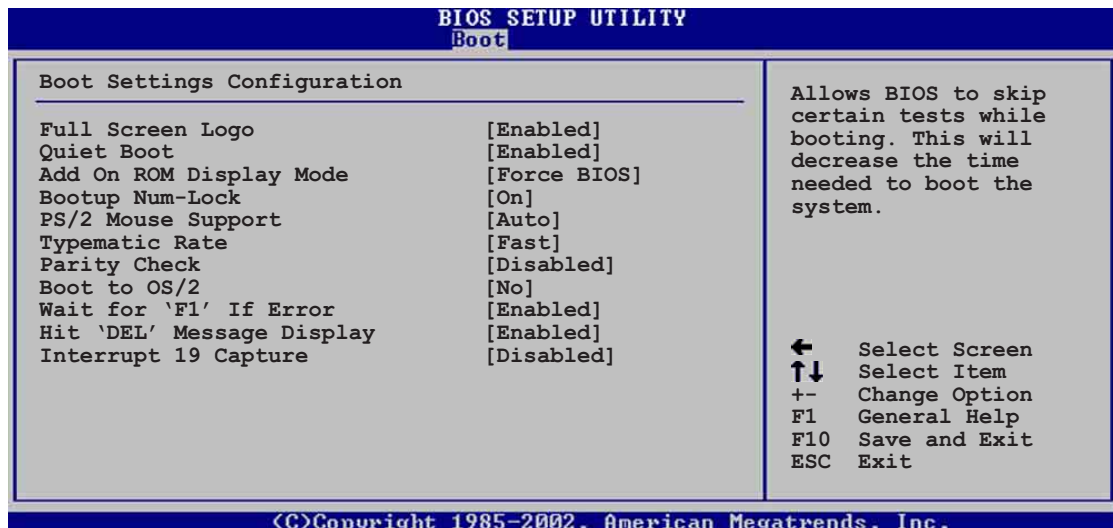 BIOS SETUP UTILITY
Boot
Boot Settings Configuration
Full Screen Logo [Enabled]
Quiet Boot [Enabled]
Add On ROM Display Mode [Force BIOS]
Bootup Num-Lock [On]
PS/2 Mouse Support [Auto]
Typematic Rate [Fast]
Parity Check [Disabled]
Boot to OS/2 [No]
Wait for ‘F1’ If Error [Enabled]
Hit ‘DEL’ Message Display [Enabled]
Interrupt 19 Capture [Disabled]
Allows BIOS to skip
certain tests while
booting. This will
decrease the time
needed to boot the
system.
← Select Screen
↑↓ Select Item
+- Change Option
F1 General Help
F10 Save and Exit
ESC Exit
(C)Copyright 1985-2002, American Megatrends, Inc.